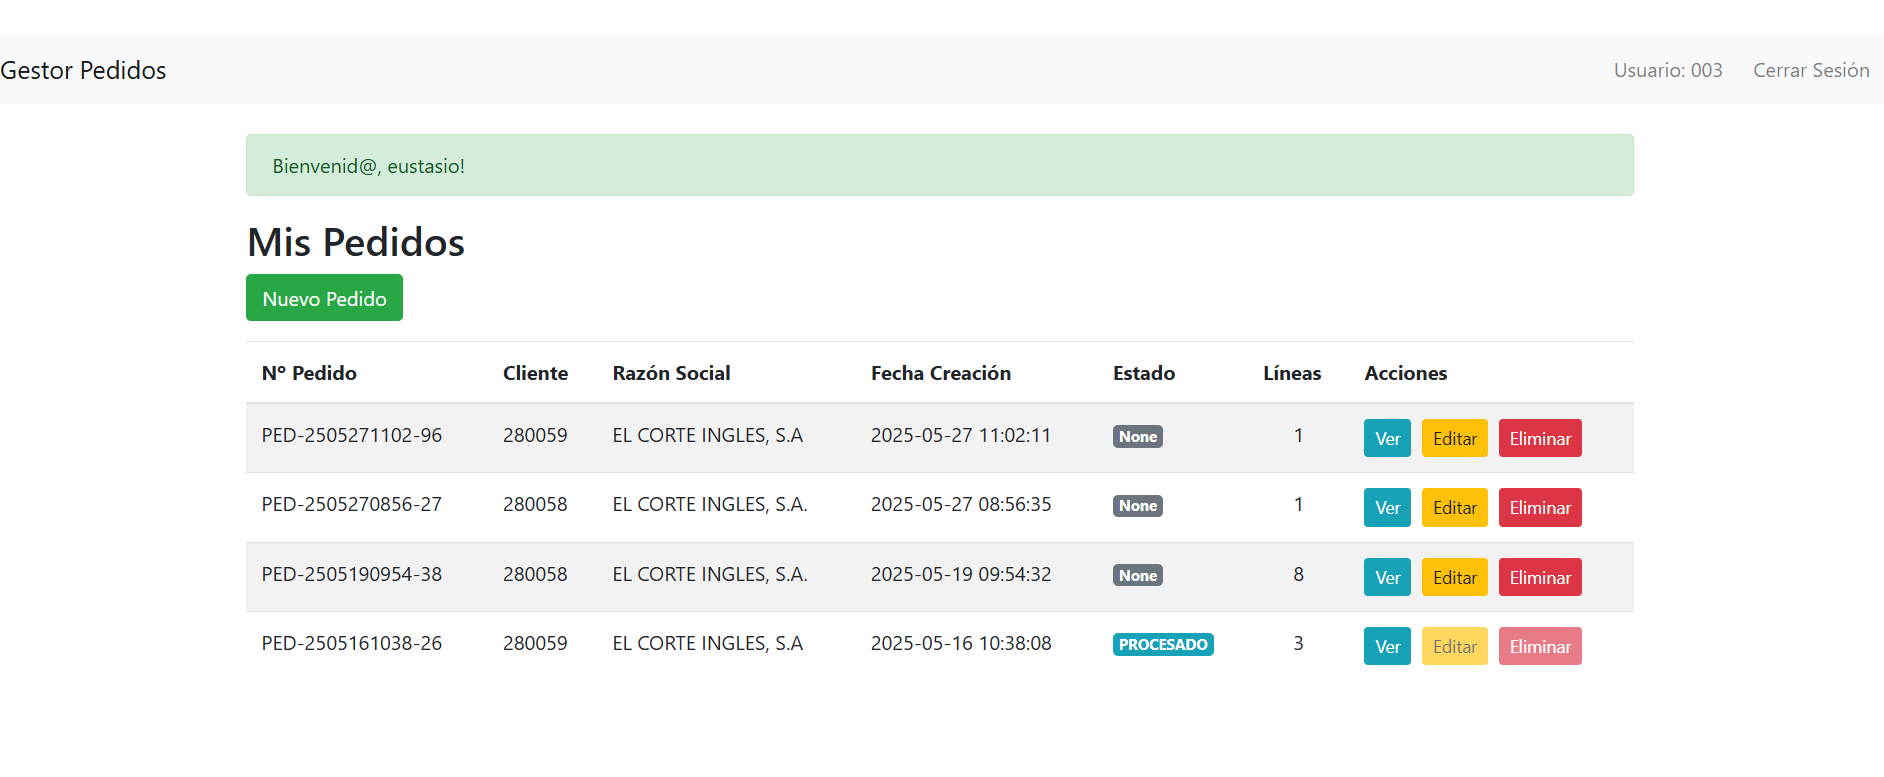 Gestor Pedidos Usuario: 003 Cerrar Sesión
Bienvenid@, eustasio!
Mis Pedidos
Nuevo Pedido
Nº Pedido Cliente Razón Social Fecha Creación Estado Líneas Acciones
PED-2505271102-96 280059 EL CORTE INGLES, S.A 2025-05-27 11:02:11 None 1 Ver Editar Eliminar
PED-2505270856-27 280058 EL CORTE INGLES, S.A. 2025-05-27 08:56:35 None 1 Ver Editar Eliminar
PED-2505190954-38 280058 EL CORTE INGLES, S.A. 2025-05-19 09:54:32 None 8 Ver Editar Eliminar
PED-2505161038-26 280059 EL CORTE INGLES, S.A 2025-05-16 10:38:08 PROCESADO 3 Ver Editar Eliminar